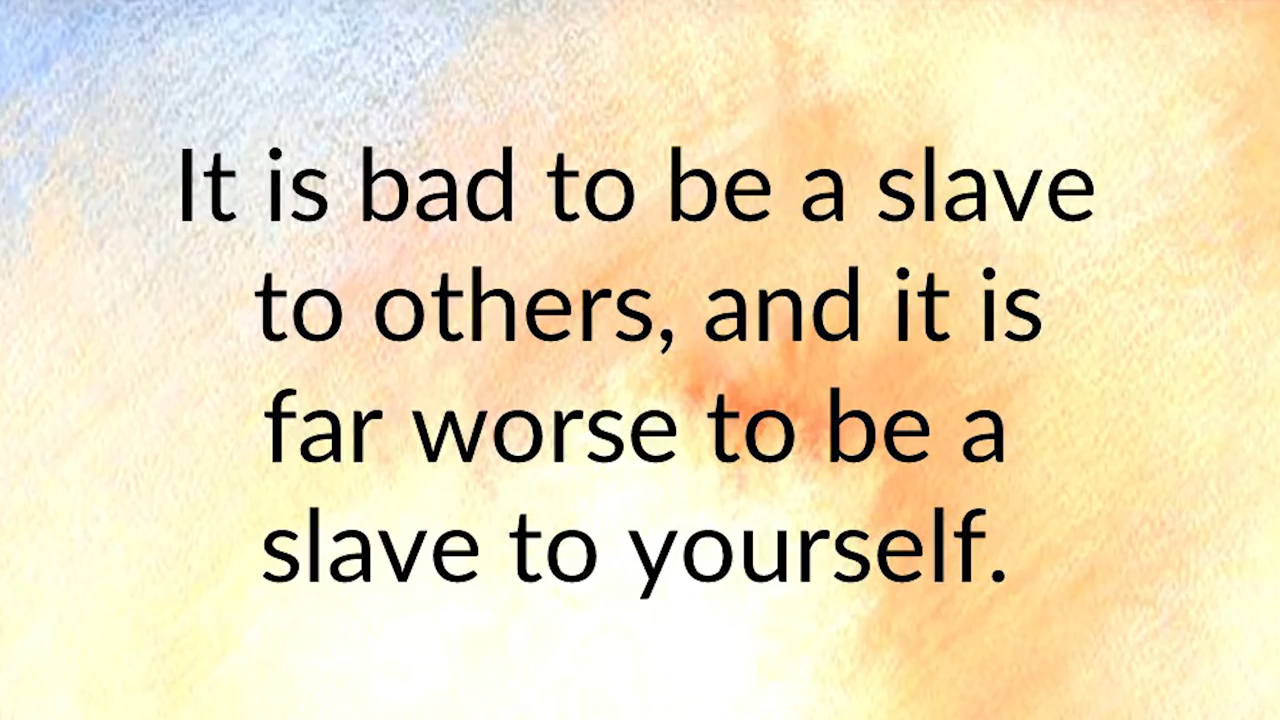 It is bad to be a slave
to others, and it is
far worse to be a
slave to yourself.